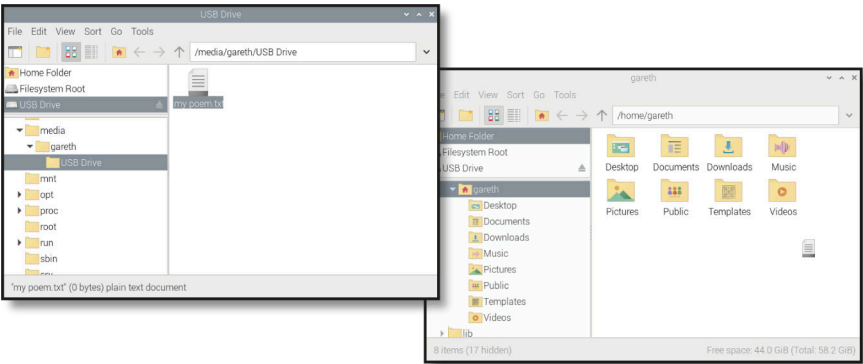 USB Drive
File Edit View Sort Go Tools
/media/gareth/USB Drive
Home Folder
Filesystem Root
USB Drive
my poem.txt
media
gareth
USB Drive
mnt
opt
proc
root
run
sbin
"my poem.txt" (0 bytes) plain text document
gareth
Edit View Sort Go Tools
/home/gareth
Home Folder
Filesystem Root
USB Drive
gareth
Desktop
Documents
Downloads
Music
Pictures
Public
Templates
Videos
lib
Desktop Documents Downloads Music
Pictures Public Templates Videos
8 items (17 hidden) Free space: 44.0 GiB (Total: 58.2 GiB)